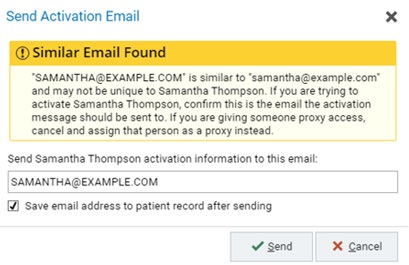 Send Activation Email
Similar Email Found
"SAMANTHA@EXAMPLE.COM" is similar to "samantha@example.com"
and may not be unique to Samantha Thompson. If you are trying to
activate Samantha Thompson, confirm this is the email the activation
message should be sent to. If you are giving someone proxy access,
cancel and assign that person as a proxy instead.
Send Samantha Thompson activation information to this email:
SAMANTHA@EXAMPLE.COM
Save email address to patient record after sending
Send Cancel